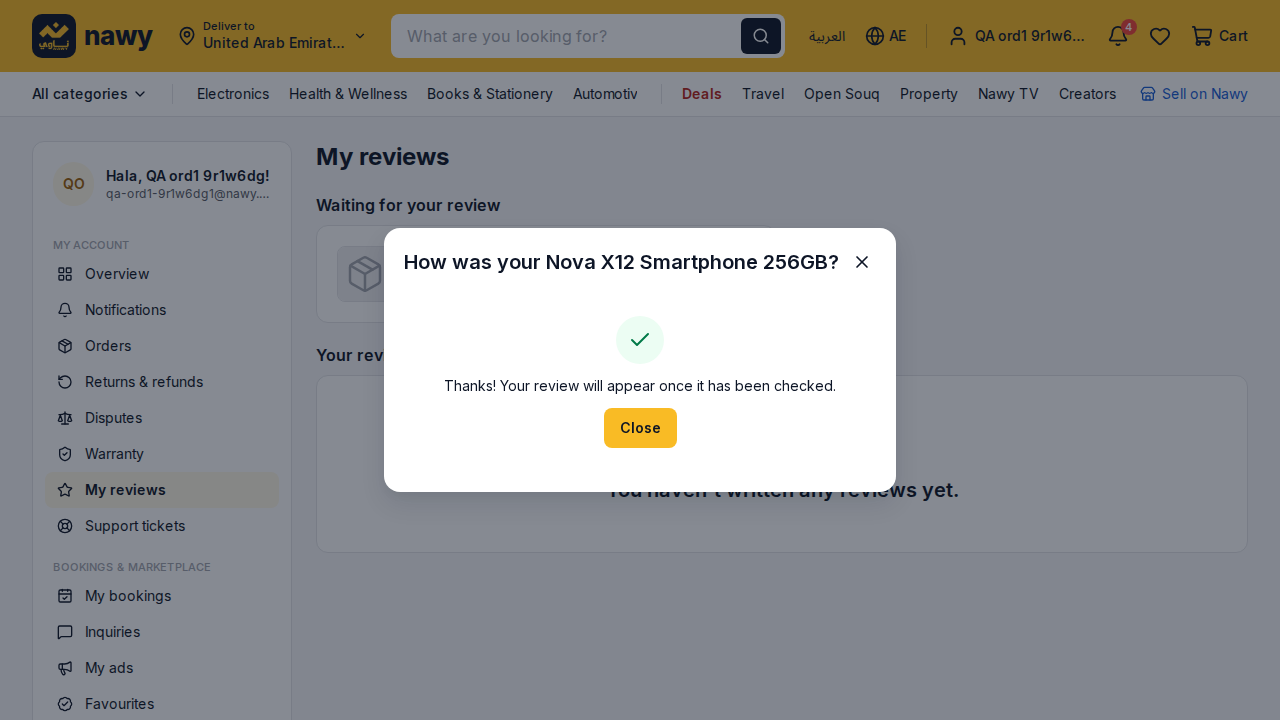 ناوي
NAWY
nawy
Deliver to
United Arab Emirat...
What are you looking for?
العربية
AE
QA ord1 9r1w6...
4
Cart
All categories
Electronics
Health & Wellness
Books & Stationery
Automotiv
Deals
Travel
Open Souq
Property
Nawy TV
Creators
Sell on Nawy
QO
Hala, QA ord1 9r1w6dg!
qa-ord1-9r1w6dg1@nawy....
MY ACCOUNT
Overview
Notifications
Orders
Returns & refunds
Disputes
Warranty
My reviews
Support tickets
BOOKINGS & MARKETPLACE
My bookings
Inquiries
My ads
Favourites
My reviews
Waiting for your review
Your rev
How was your Nova X12 Smartphone 256GB?
Thanks! Your review will appear once it has been checked.
Close
You haven't written any reviews yet.